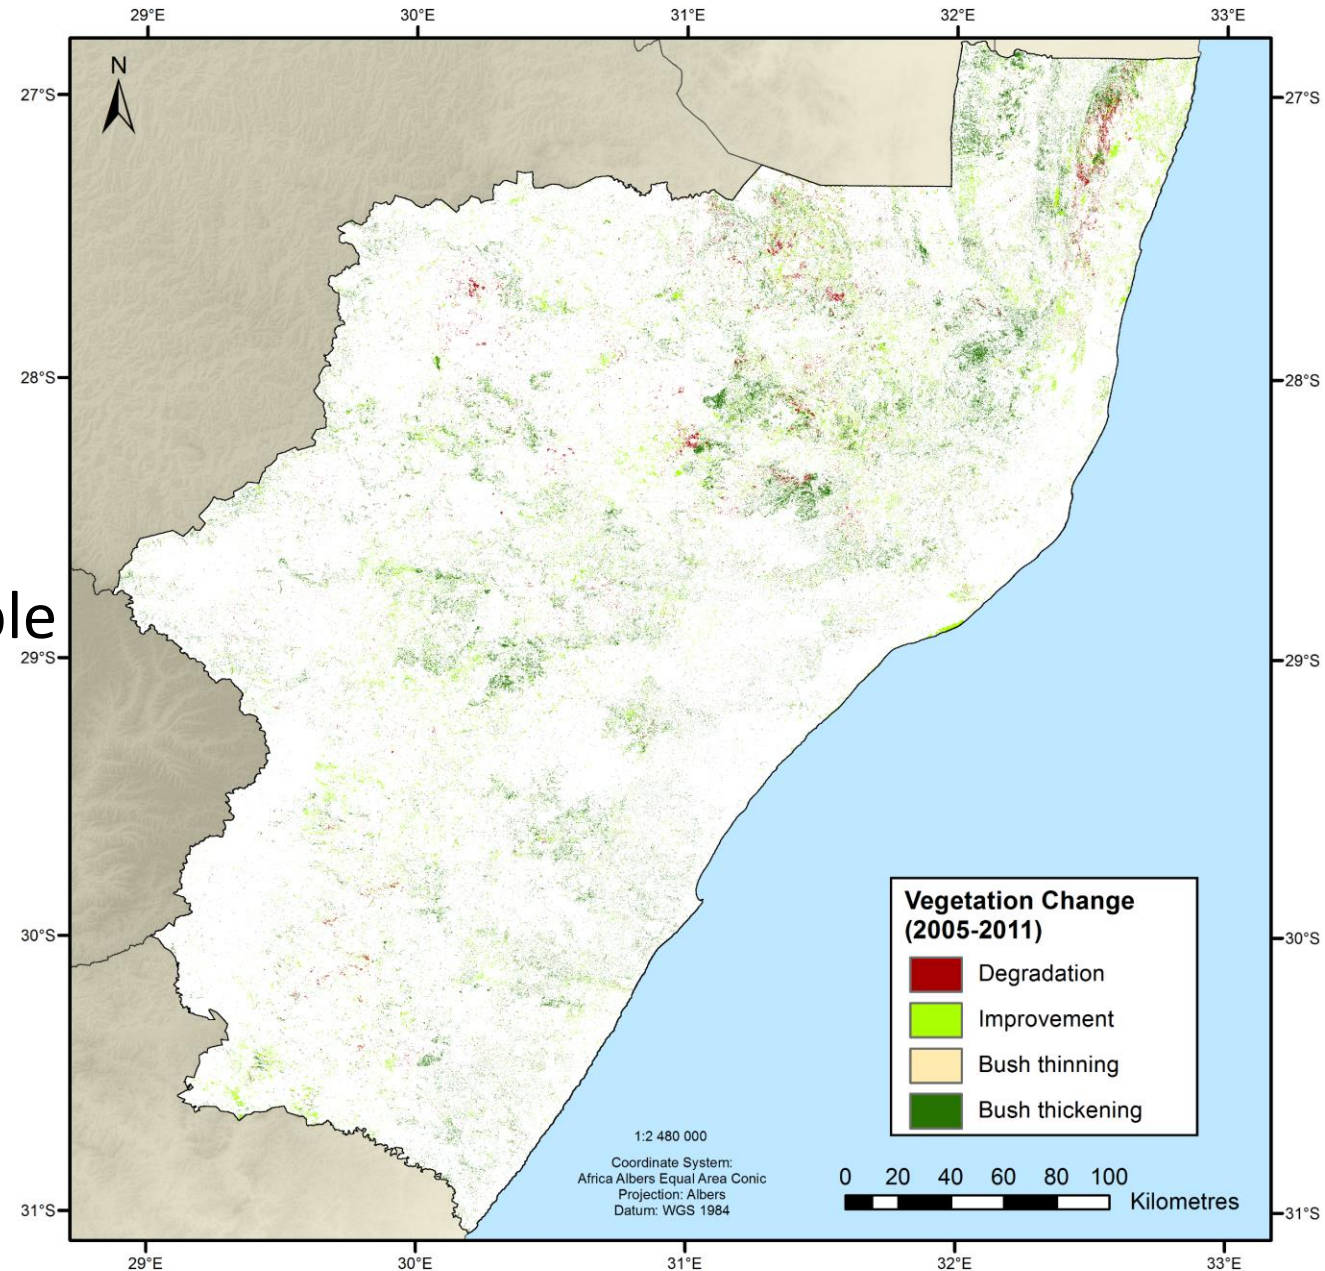 29°E 30°E 31°E 32°E 33°E
N
27°S 27°S
28°S 28°S
ple
29°S 29°S
Vegetation Change
(2005-2011)
30°S 30°S
Degradation
Improvement
Bush thinning
Bush thickening
1:2 480 000
Coordinate System:
Africa Albers Equal Area Conic
Projection: Albers
Datum: WGS 1984
0 20 40 60 80 100
Kilometres
31°S 31°S
29°E 30°E 31°E 32°E 33°E